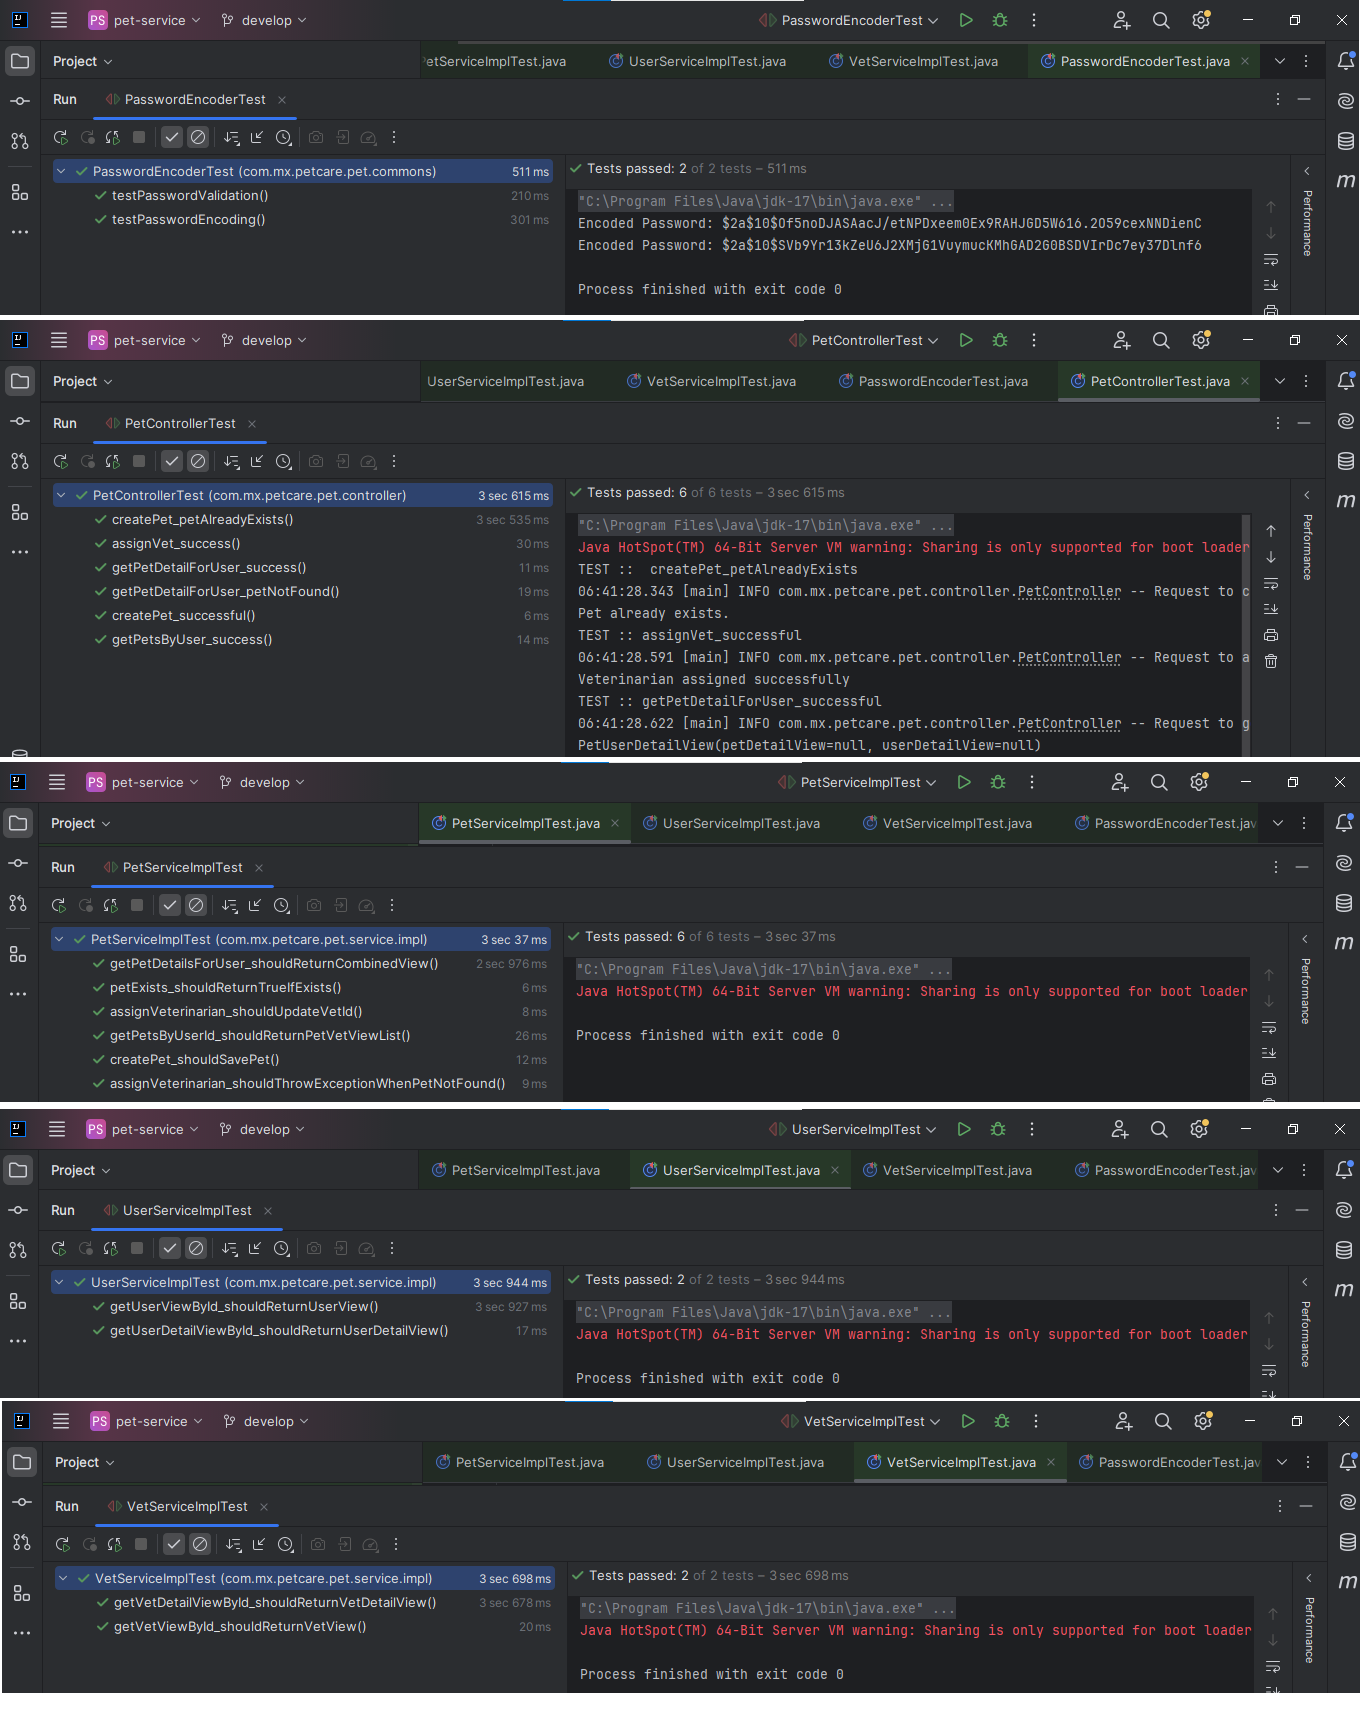 PS pet-service develop PasswordEncoderTest
Project etServiceImplTest.java UserServiceImplTest.java VetServiceImplTest.java PasswordEncoderTest.java
Run PasswordEncoderTest
PasswordEncoderTest (com.mx.petcare.pet.commons) 511 ms
testPasswordValidation() 210 ms
testPasswordEncoding() 301 ms
Tests passed: 2 of 2 tests – 511 ms
"C:\Program Files\Java\jdk-17\bin\java.exe" ...
Encoded Password: $2a$10$Of5noDJASAacJ/etNPDxeem0Ex9RAHJGD5W616.2O59cexNNDienC
Encoded Password: $2a$10$SVb9Yr13kZeU6J2XMjG1VuymucKMhGAD2G0BSDVIrDc7ey37Dlnf6
Process finished with exit code 0
Performance
PS pet-service develop PetControllerTest
Project UserServiceImplTest.java VetServiceImplTest.java PasswordEncoderTest.java PetControllerTest.java
Run PetControllerTest
PetControllerTest (com.mx.petcare.pet.controller) 3 sec 615 ms
createPet_petAlreadyExists() 3 sec 535 ms
assignVet_success() 30 ms
getPetDetailForUser_success() 11 ms
getPetDetailForUser_petNotFound() 19 ms
createPet_successful() 6 ms
getPetsByUser_success() 14 ms
Tests passed: 6 of 6 tests – 3 sec 615 ms
"C:\Program Files\Java\jdk-17\bin\java.exe" ...
Java HotSpot(TM) 64-Bit Server VM warning: Sharing is only supported for boot loader
TEST ::  createPet_petAlreadyExists
06:41:28.343 [main] INFO com.mx.petcare.pet.controller.PetController -- Request to c
Pet already exists.
TEST :: assignVet_successful
06:41:28.591 [main] INFO com.mx.petcare.pet.controller.PetController -- Request to a
Veterinarian assigned successfully
TEST :: getPetDetailForUser_successful
06:41:28.622 [main] INFO com.mx.petcare.pet.controller.PetController -- Request to g
PetUserDetailView(petDetailView=null, userDetailView=null)
Performance
PS pet-service develop PetServiceImplTest
Project PetServiceImplTest.java UserServiceImplTest.java VetServiceImplTest.java PasswordEncoderTest.jav
Run PetServiceImplTest
PetServiceImplTest (com.mx.petcare.pet.service.impl) 3 sec 37 ms
getPetDetailsForUser_shouldReturnCombinedView() 2 sec 976 ms
petExists_shouldReturnTrueIfExists() 6 ms
assignVeterinarian_shouldUpdateVetId() 8 ms
getPetsByUserId_shouldReturnPetVetViewList() 26 ms
createPet_shouldSavePet() 12 ms
assignVeterinarian_shouldThrowExceptionWhenPetNotFound() 9 ms
Tests passed: 6 of 6 tests – 3 sec 37 ms
"C:\Program Files\Java\jdk-17\bin\java.exe" ...
Java HotSpot(TM) 64-Bit Server VM warning: Sharing is only supported for boot loader
Process finished with exit code 0
Performance
PS pet-service develop UserServiceImplTest
Project PetServiceImplTest.java UserServiceImplTest.java VetServiceImplTest.java PasswordEncoderTest.jav
Run UserServiceImplTest
UserServiceImplTest (com.mx.petcare.pet.service.impl) 3 sec 944 ms
getUserViewById_shouldReturnUserView() 3 sec 927 ms
getUserDetailViewById_shouldReturnUserDetailView() 17 ms
Tests passed: 2 of 2 tests – 3 sec 944 ms
"C:\Program Files\Java\jdk-17\bin\java.exe" ...
Java HotSpot(TM) 64-Bit Server VM warning: Sharing is only supported for boot loader
Process finished with exit code 0
Performance
PS pet-service develop VetServiceImplTest
Project PetServiceImplTest.java UserServiceImplTest.java VetServiceImplTest.java PasswordEncoderTest.jav
Run VetServiceImplTest
VetServiceImplTest (com.mx.petcare.pet.service.impl) 3 sec 698 ms
getVetDetailViewById_shouldReturnVetDetailView() 3 sec 678 ms
getVetViewById_shouldReturnVetView() 20 ms
Tests passed: 2 of 2 tests – 3 sec 698 ms
"C:\Program Files\Java\jdk-17\bin\java.exe" ...
Java HotSpot(TM) 64-Bit Server VM warning: Sharing is only supported for boot loader
Process finished with exit code 0
Performance